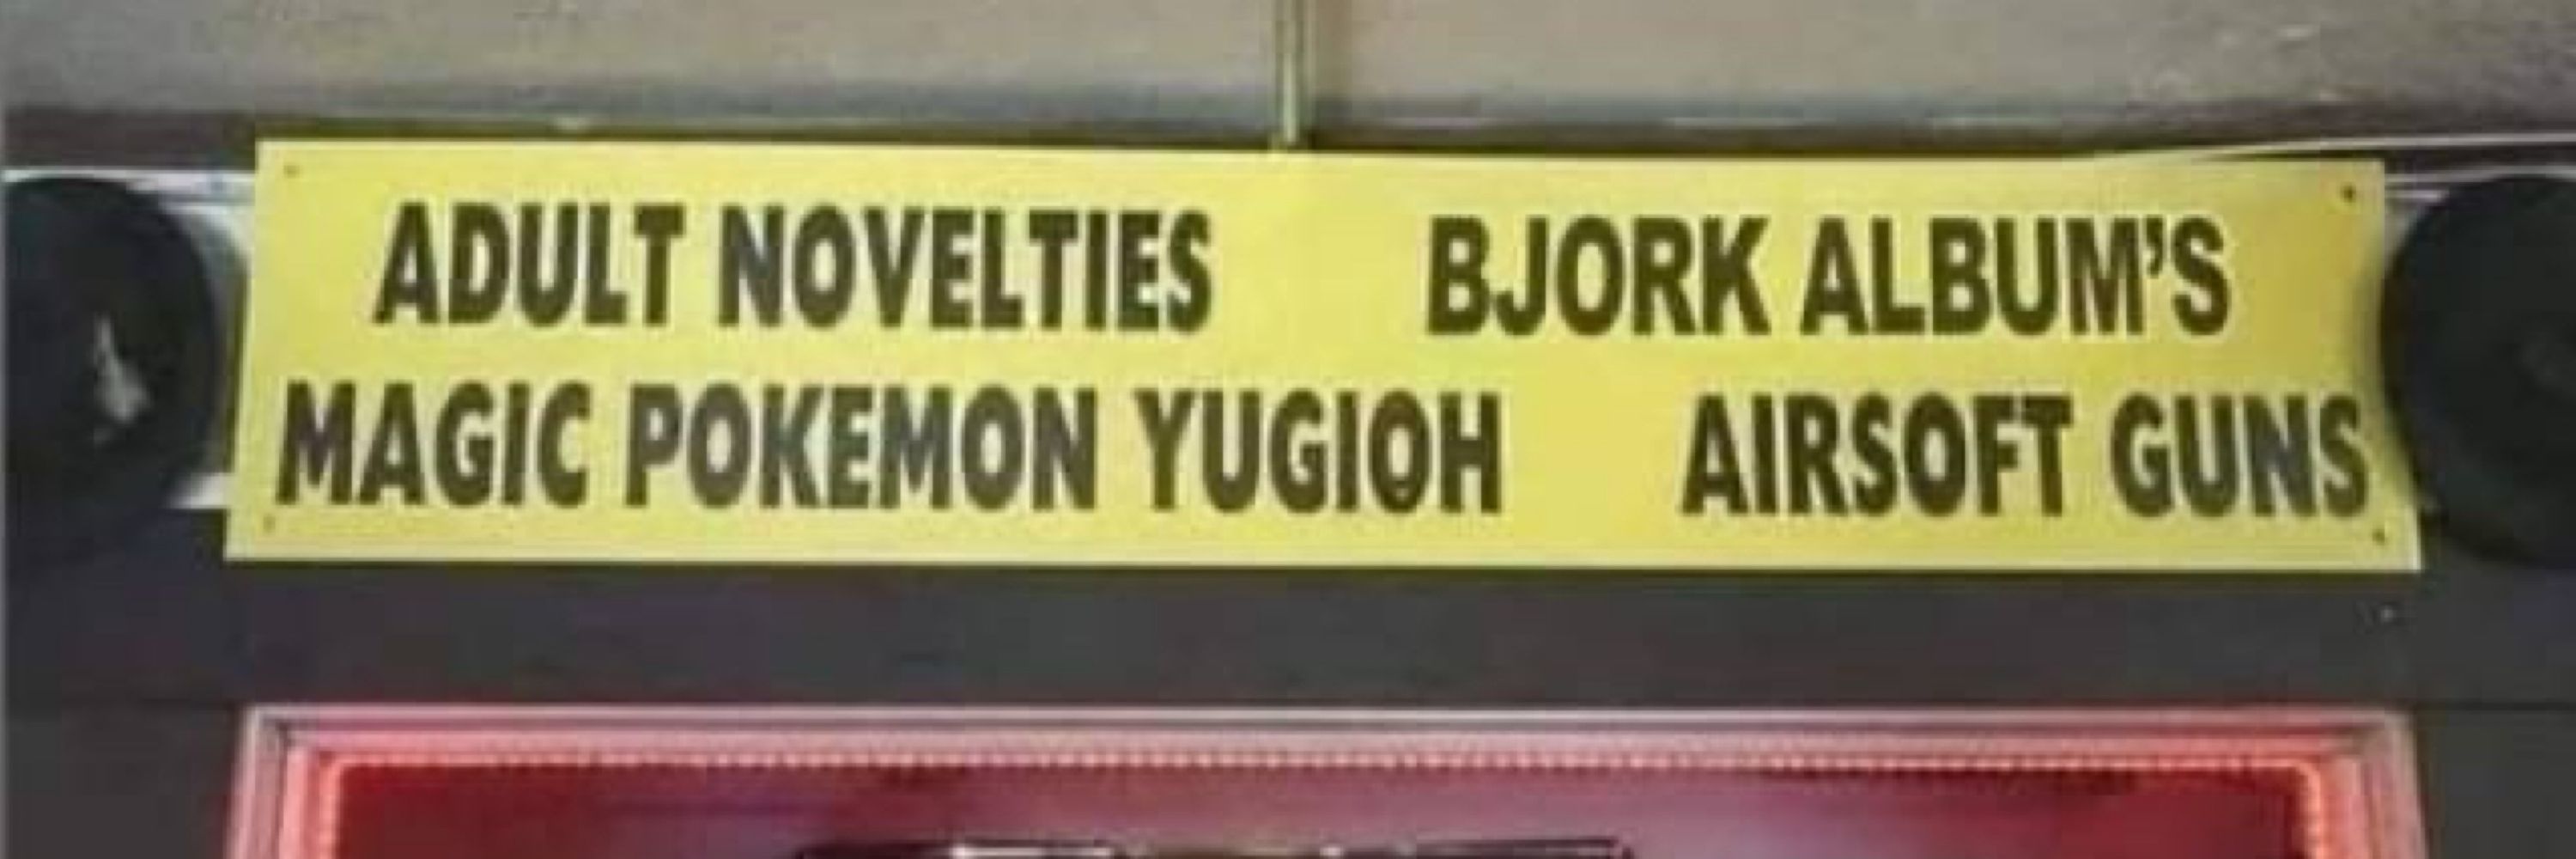 ADULT NOVELTIES BJORK ALBUM'S
MAGIC POKEMON YUGIOH AIRSOFT GUNS